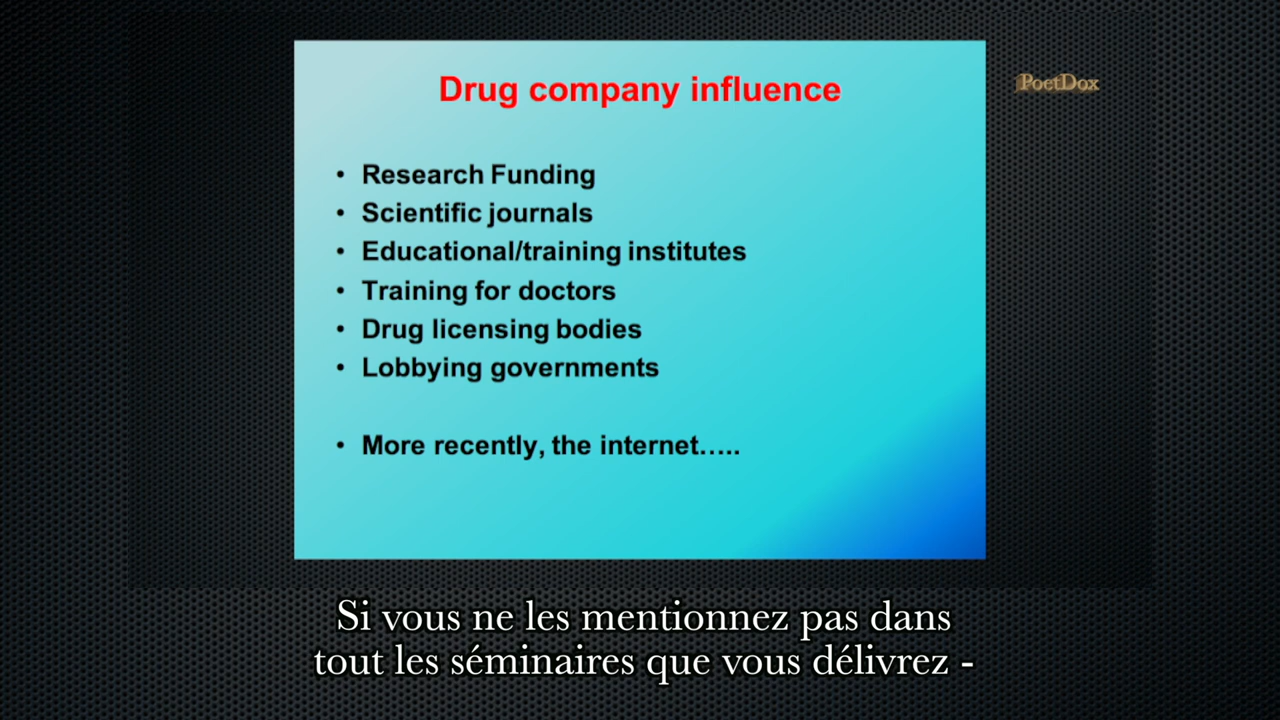 Drug company influence
PoetDox
• Research Funding
• Scientific journals
• Educational/training institutes
• Training for doctors
• Drug licensing bodies
• Lobbying governments
• More recently, the internet.....
Si vous ne les mentionnez pas dans
tout les séminaires que vous délivrez -